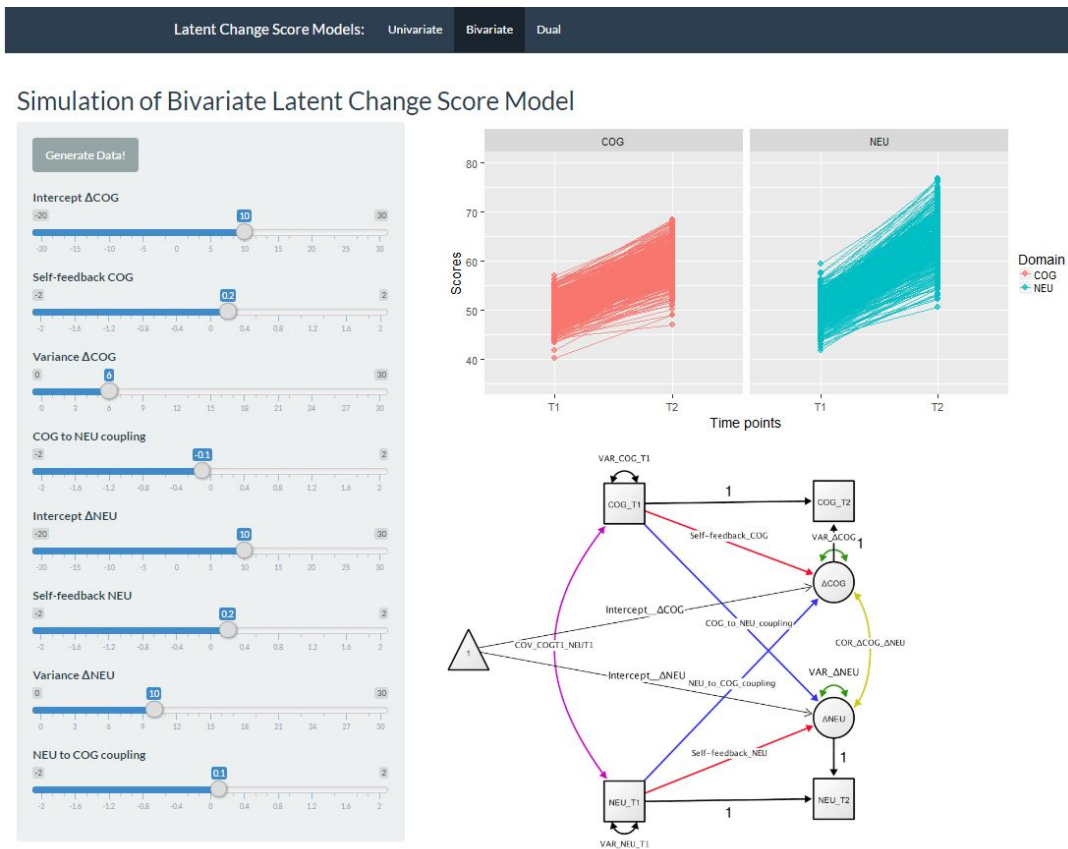 Latent Change Score Models: Univariate Bivariate Dual
Simulation of Bivariate Latent Change Score Model
Generate Data!
Intercept ΔCOG
-20 10 30
-20 -15 -10 -5 0 5 10 15 20 25 30
Self-feedback COG
-2 0.2 2
-2 -1.6 -1.2 -0.8 -0.4 0 0.4 0.8 1.2 1.6 2
Variance ΔCOG
0 6 30
0 3 6 9 12 15 18 21 24 27 30
COG to NEU coupling
-2 -0.1 2
-2 -1.6 -1.2 -0.8 -0.4 0 0.4 0.8 1.2 1.6 2
Intercept ΔNEU
-20 10 30
-20 -15 -10 -5 0 5 10 15 20 25 30
Self-feedback NEU
-2 0.2 2
-2 -1.6 -1.2 -0.8 -0.4 0 0.4 0.8 1.2 1.6 2
Variance ΔNEU
0 10 30
0 3 6 9 12 15 18 21 24 27 30
NEU to COG coupling
-2 0.1 2
-2 -1.6 -1.2 -0.8 -0.4 0 0.4 0.8 1.2 1.6 2
COG NEU
80
70
60
50
40
Scores
T1 T2 T1 T2
Time points
Domain
COG
NEU
VAR_COG_T1
COG_T1 1 COG_T2
Self-feedback_COG VAR_ΔCOG 1
ΔCOG
Intercept__ΔCOG
COG_to_NEU_coupling
1 COV_COGT1_NEUT1 COR_ΔCOG_ΔNEU
Intercept__ΔNEU NEU_to_COG_coupling VAR_ΔNEU
ΔNEU
Self-feedback_NEU 1
NEU_T1 1 NEU_T2
VAR_NEU_T1